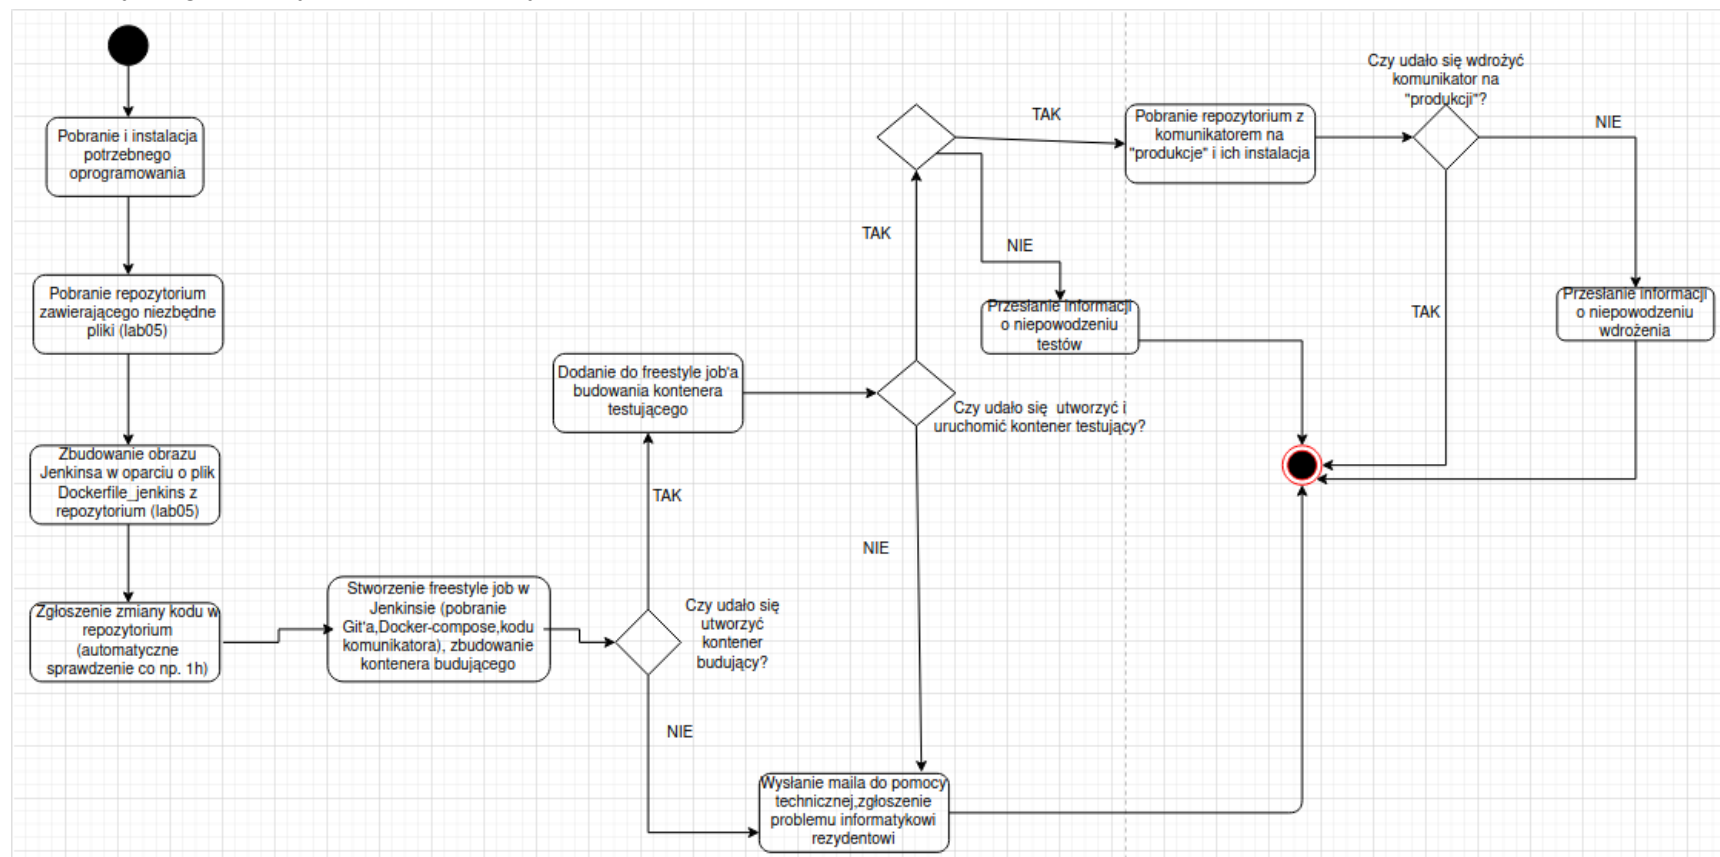 Pobranie i instalacja
potrzebnego
oprogramowania
Pobranie repozytorium
zawierającego niezbędne
pliki (lab05)
Zbudowanie obrazu
Jenkinsa w oparciu o plik
Dockerfile_jenkins z
repozytorium (lab05)
Zgłoszenie zmiany kodu w
repozytorium
(automatyczne
sprawdzenie co np. 1h)
Stworzenie freestyle job w
Jenkinsie (pobranie
Git'a,Docker-compose,kodu
komunikatora), zbudowanie
kontenera budującego
Czy udało się
utworzyć
kontener
budujący?
TAK
NIE
Dodanie do freestyle job'a
budowania kontenera
testującego
Czy udało się utworzyć i
uruchomić kontener testujący?
TAK
NIE
Wysłanie maila do pomocy
technicznej,zgłoszenie
problemu informatykowi
rezydentowi
TAK
NIE
Przesłanie informacji
o niepowodzeniu
testów
Pobranie repozytorium z
komunikatorem na
"produkcje" i ich instalacja
Czy udało się wdrożyć
komunikator na
"produkcji"?
TAK
NIE
Przesłanie informacji
o niepowodzeniu
wdrożenia